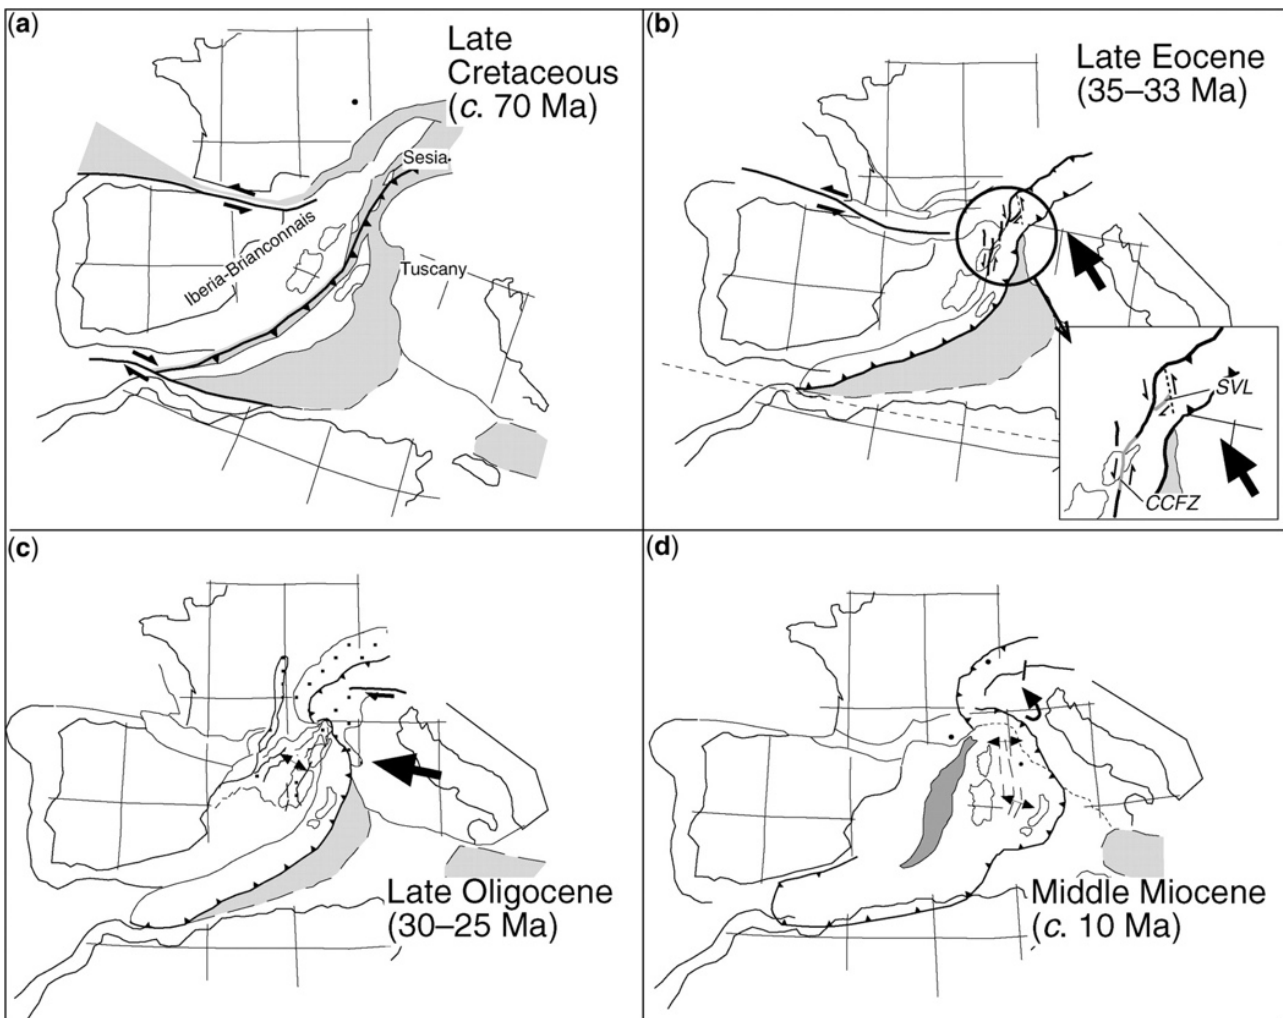 (a)
Late
Cretaceous
(c. 70 Ma)
Sesia
Iberia-Brianconnais
Tuscany
(b)
Late Eocene
(35–33 Ma)
SVL
CCFZ
(c)
Late Oligocene
(30–25 Ma)
(d)
Middle Miocene
(c. 10 Ma)